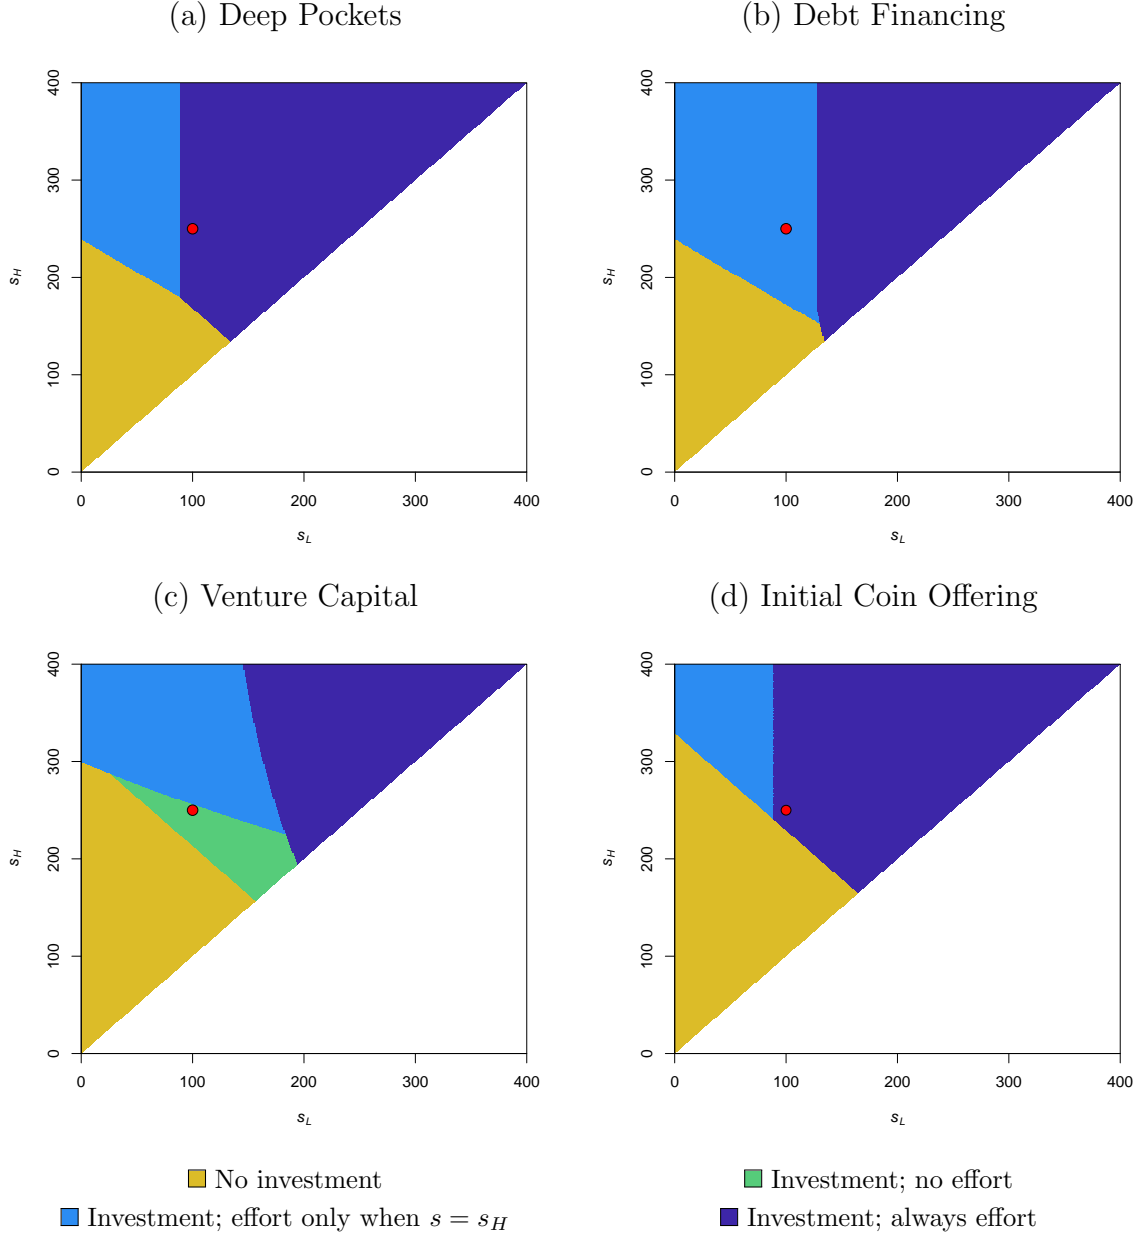 (a) Deep Pockets
(b) Debt Financing
400
300
200
100
0
s_H
0 100 200 300 400
s_L
400
300
200
100
0
s_H
0 100 200 300 400
s_L
(c) Venture Capital
(d) Initial Coin Offering
400
300
200
100
0
s_H
0 100 200 300 400
s_L
400
300
200
100
0
s_H
0 100 200 300 400
s_L
No investment
Investment; no effort
Investment; effort only when s = s_H
Investment; always effort